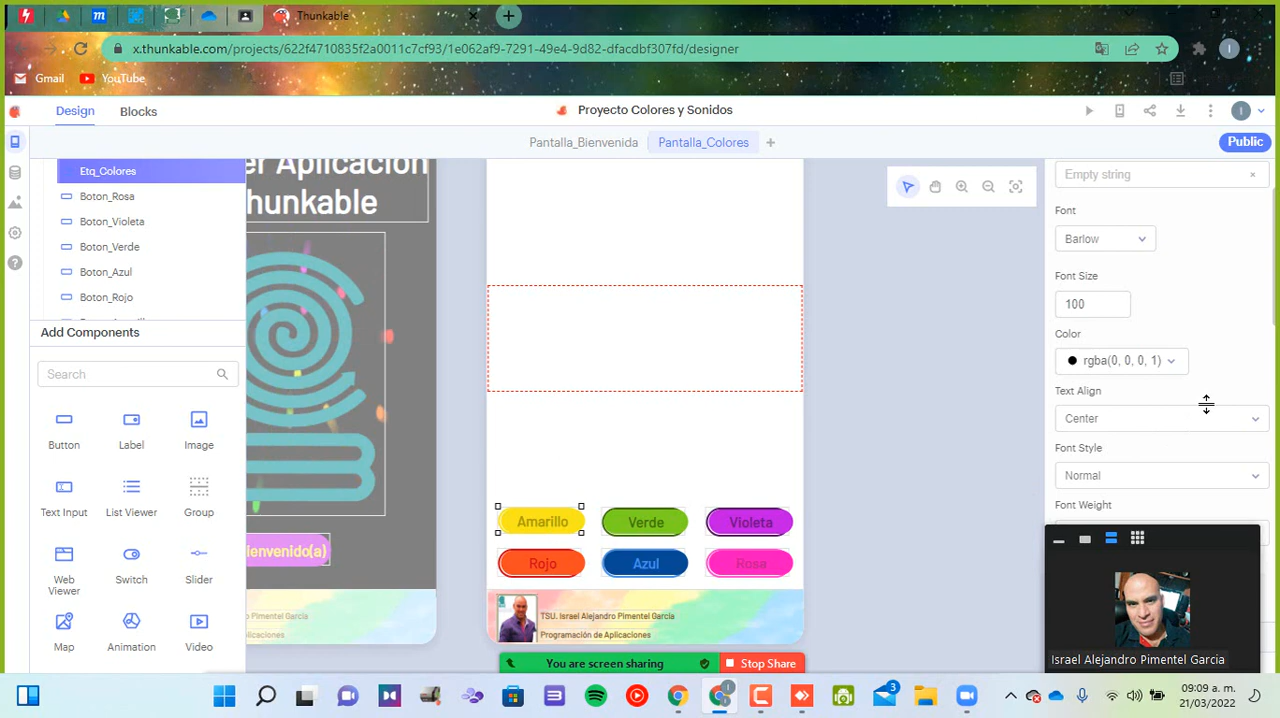 Thunkable
x.thunkable.com/projects/622f4710835f2a0011c7cf93/1e062af9-7291-49e4-9d82-dfacdbf307fd/designer
Gmail YouTube
Design Blocks Proyecto Colores y Sonidos
Pantalla_Bienvenida Pantalla_Colores + Public
Etq_Colores
Boton_Rosa
Boton_Violeta
Boton_Verde
Boton_Azul
Boton_Rojo
Add Components
Search
Button Label Image
Text Input List Viewer Group
Web Viewer Switch Slider
Map Animation Video
er Aplicación
hunkable
ienvenido(a)
o Pimentel García
licaciones
Amarillo Verde Violeta
Rojo Azul Rosa
TSU. Israel Alejandro Pimentel García
Programación de Aplicaciones
Empty string
Font
Barlow
Font Size
100
Color
rgba(0, 0, 0, 1)
Text Align
Center
Font Style
Normal
Font Weight
Israel Alejandro Pimentel Garcia
You are screen sharing Stop Share
3
09:09 a. m.
21/03/2022